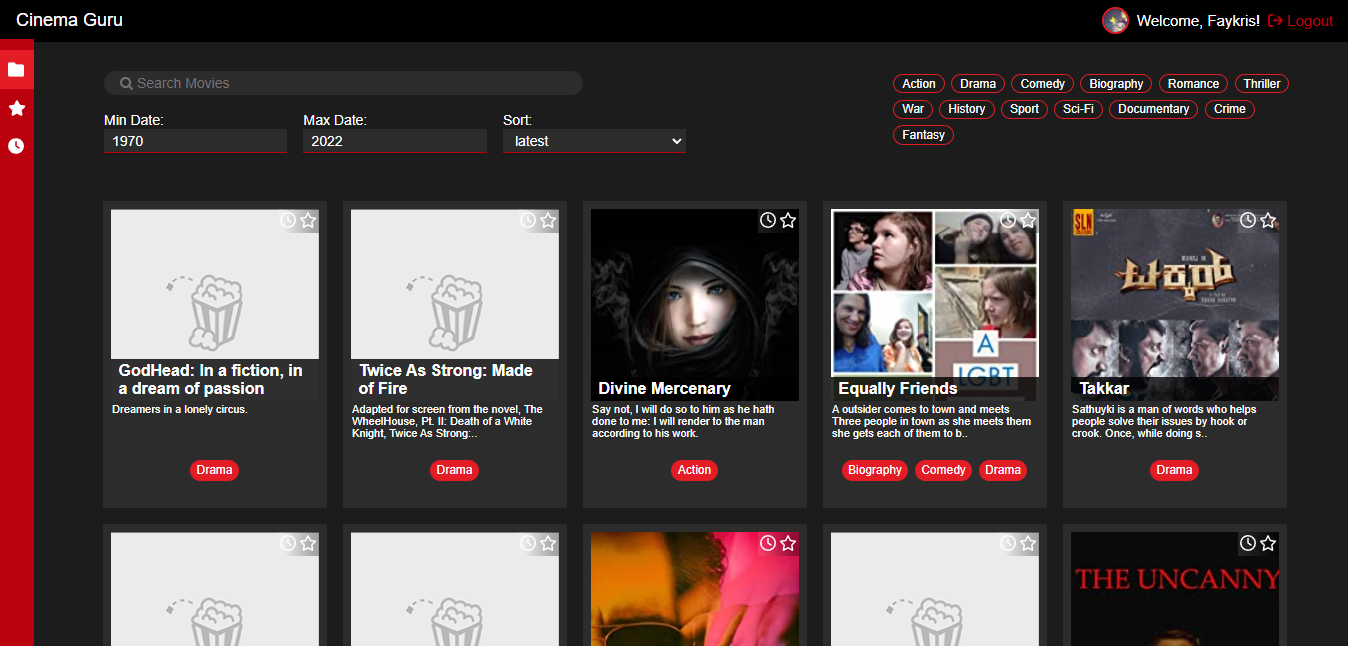 Cinema Guru
Welcome, Faykris! Logout
Search Movies
Min Date:
Max Date:
Sort:
1970
2022
latest
Action Drama Comedy Biography Romance Thriller
War History Sport Sci-Fi Documentary Crime
Fantasy
GodHead: In a fiction, in
a dream of passion
Dreamers in a lonely circus.
Drama
Twice As Strong: Made
of Fire
Adapted for screen from the novel, The
WheelHouse, Pt. II: Death of a White
Knight, Twice As Strong:..
Drama
Divine Mercenary
Say not, I will do so to him as he hath
done to me: I will render to the man
according to his work.
Action
A
LGBT
Equally Friends
A outsider comes to town and meets
Three people in town as she meets them
she gets each of them to b..
Biography Comedy Drama
SLN
MANOJ IN
ಟಕ್ಕರ್
Takkar
Sathuyki is a man of words who helps
people solve their issues by hook or
crook. Once, while doing s..
Drama
THE UNCANNY